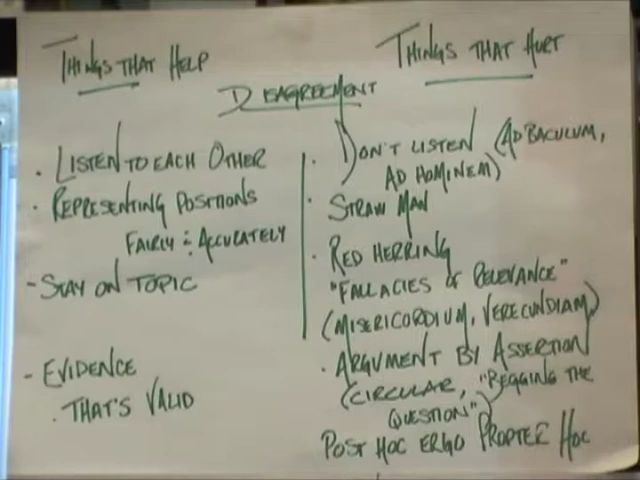 THINGS THAT HELP
THINGS THAT HURT
DISAGREEMENT
· LISTEN TO EACH OTHER
· REPRESENTING POSITIONS
FAIRLY & ACCURATELY
- STAY ON TOPIC
- EVIDENCE
· THAT'S VALID
· DON'T LISTEN (AD BACULUM,
AD HOMINEM)
· STRAW MAN
· RED HERRING
"FALLACIES OF RELEVANCE"
(MISERICORDIUM, VERECUNDIAM)
· ARGUMENT BY ASSERTION
(CIRCULAR, "BEGGING THE
QUESTION")
POST HOC ERGO PROPTER HOC